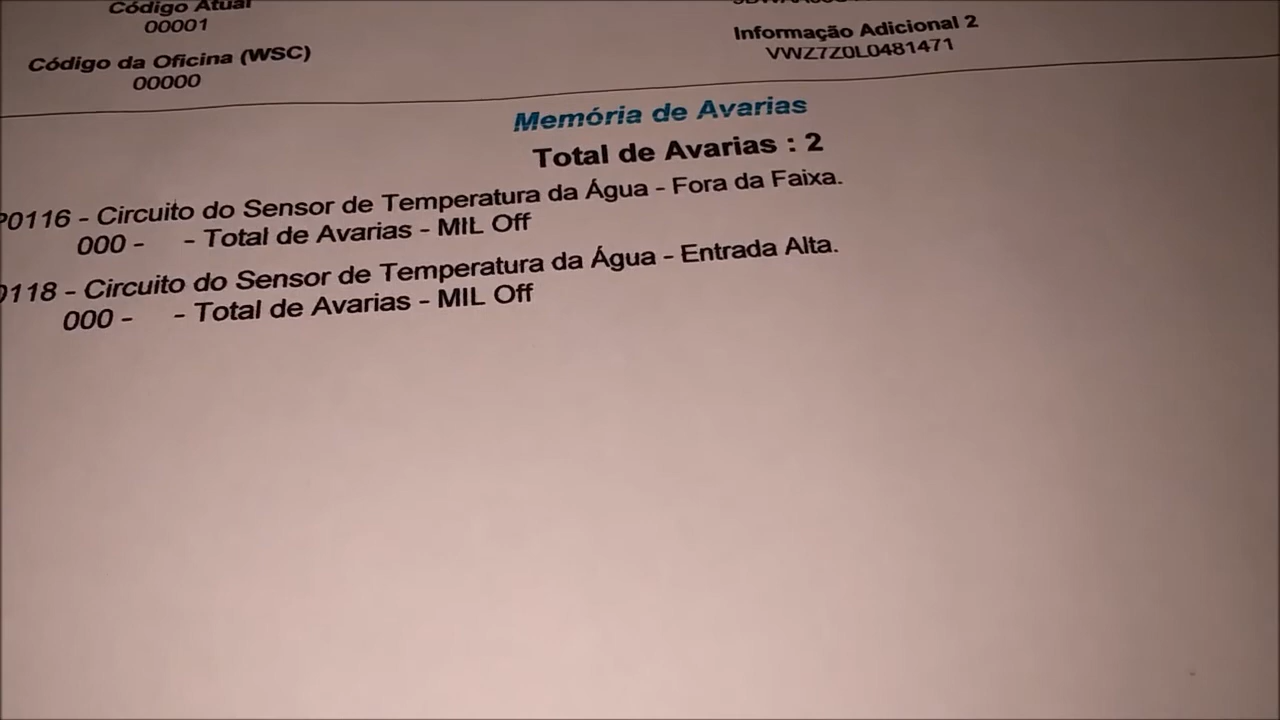 Código Atual
00001
Código da Oficina (WSC)
00000
Informação Adicional 2
VWZ7Z0L0481471
Memória de Avarias
Total de Avarias : 2
P0116 - Circuito do Sensor de Temperatura da Água - Fora da Faixa.
000 - - Total de Avarias - MIL Off
0118 - Circuito do Sensor de Temperatura da Água - Entrada Alta.
000 - - Total de Avarias - MIL Off